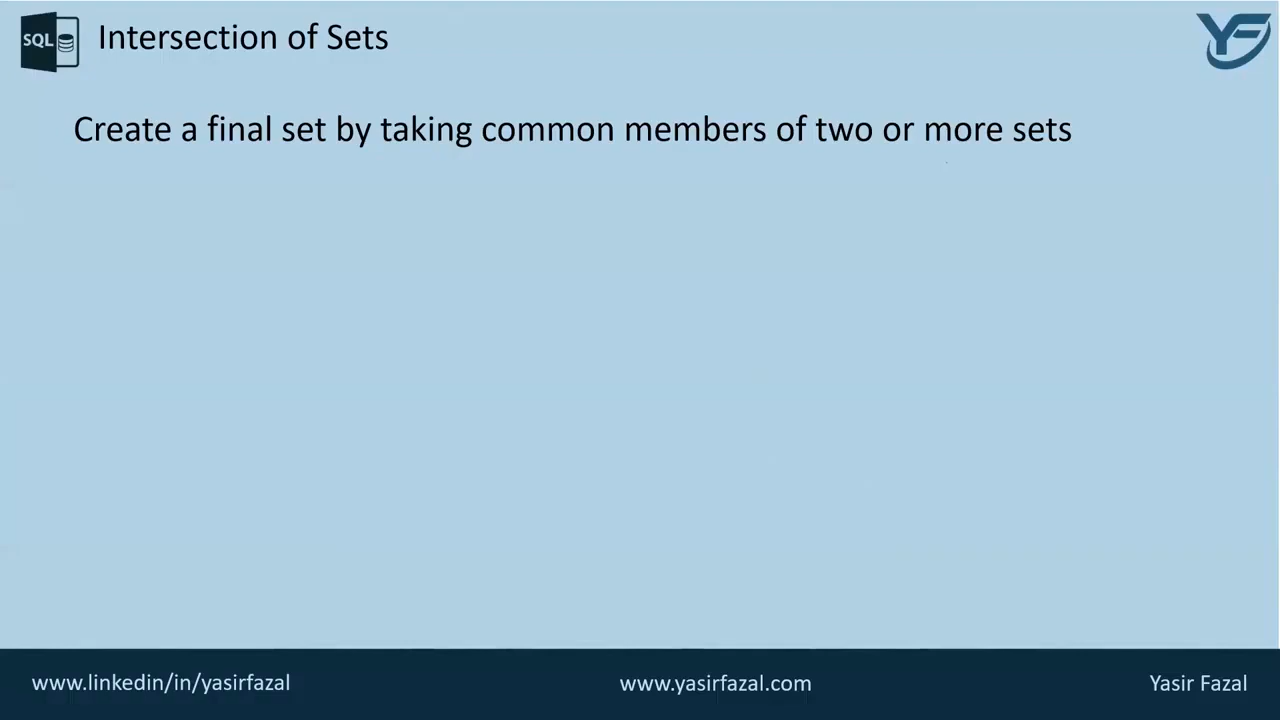 SQL
Intersection of Sets
YF
Create a final set by taking common members of two or more sets
www.linkedin/in/yasirfazal
www.yasirfazal.com
Yasir Fazal